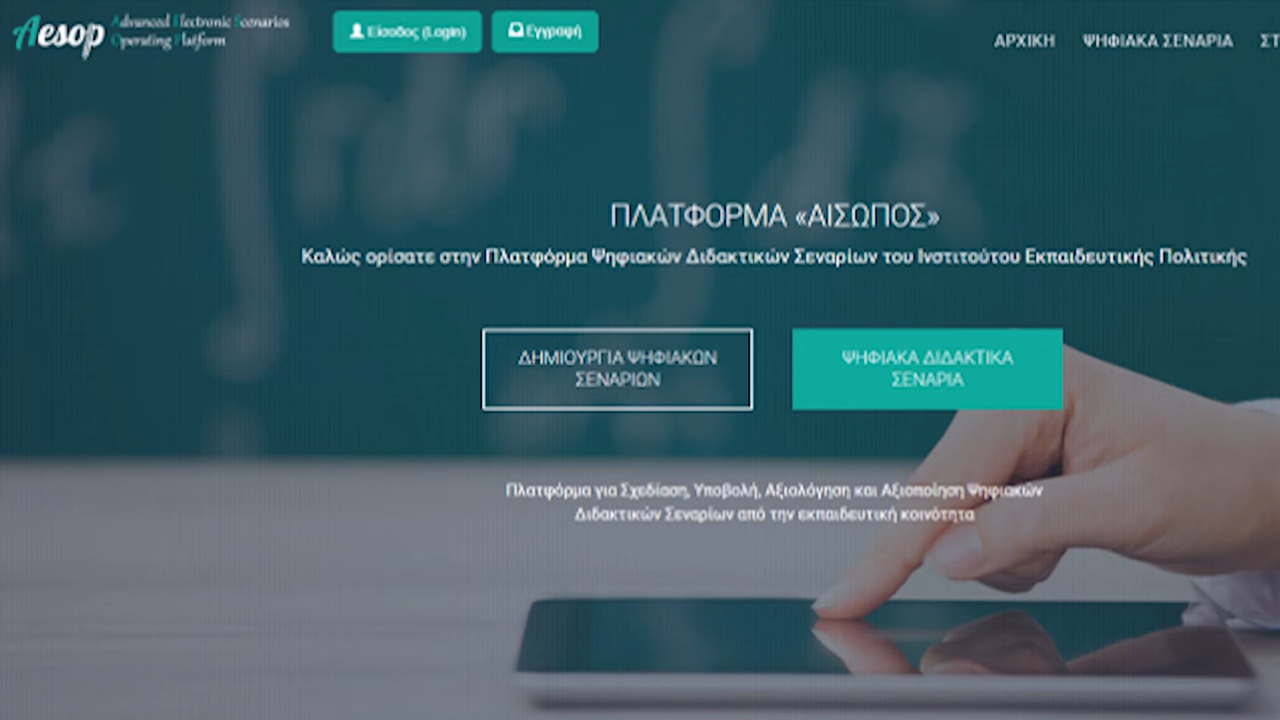 Aesop Advanced Electronic Scenarios
Operating Platform
Είσοδος (Login)
Εγγραφή
ΑΡΧΙΚΗ
ΨΗΦΙΑΚΑ ΣΕΝΑΡΙΑ
ΣΤ
ΠΛΑΤΦΟΡΜΑ «ΑΙΣΩΠΟΣ»
Καλώς ορίσατε στην Πλατφόρμα Ψηφιακών Διδακτικών Σεναρίων του Ινστιτούτου Εκπαιδευτικής Πολιτικής
ΔΗΜΙΟΥΡΓΙΑ ΨΗΦΙΑΚΩΝ
ΣΕΝΑΡΙΩΝ
ΨΗΦΙΑΚΑ ΔΙΔΑΚΤΙΚΑ
ΣΕΝΑΡΙΑ
Πλατφόρμα για Σχεδίαση, Υποβολή, Αξιολόγηση και Αξιοποίηση Ψηφιακών
Διδακτικών Σεναρίων από την εκπαιδευτική κοινότητα